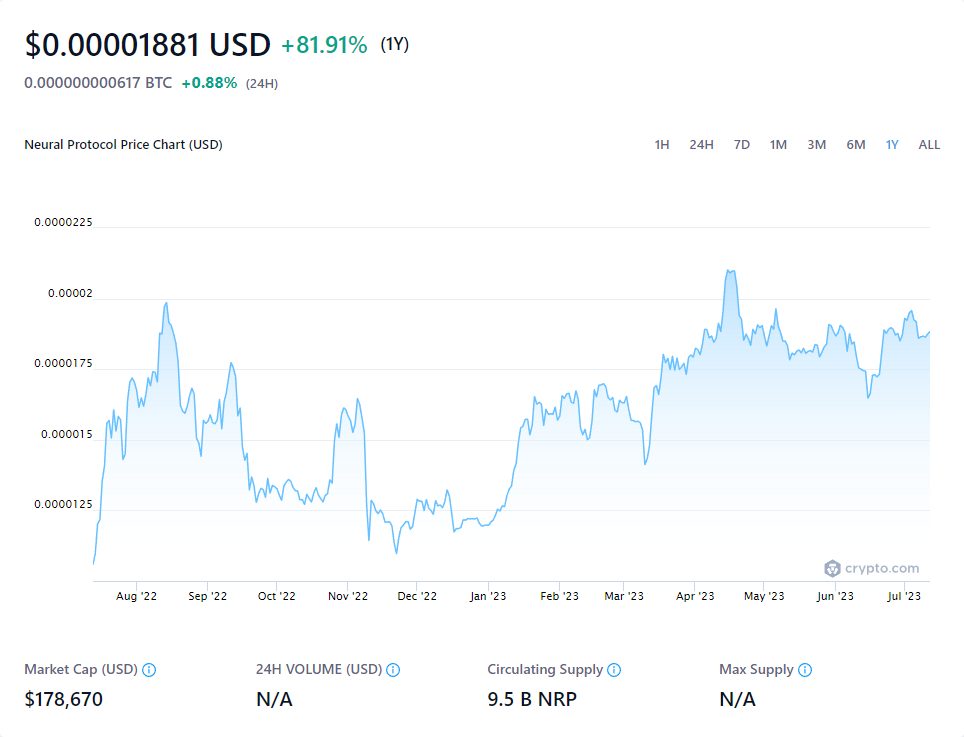 $0.00001881 USD +81.91% (1Y)
0.000000000617 BTC +0.88% (24H)
Neural Protocol Price Chart (USD) 1H 24H 7D 1M 3M 6M 1Y ALL
0.0000225
0.00002
0.0000175
0.000015
0.0000125
crypto.com
Aug '22 Sep '22 Oct '22 Nov '22 Dec '22 Jan '23 Feb '23 Mar '23 Apr '23 May '23 Jun '23 Jul '23
Market Cap (USD) 24H VOLUME (USD) Circulating Supply Max Supply
$178,670 N/A 9.5 B NRP N/A